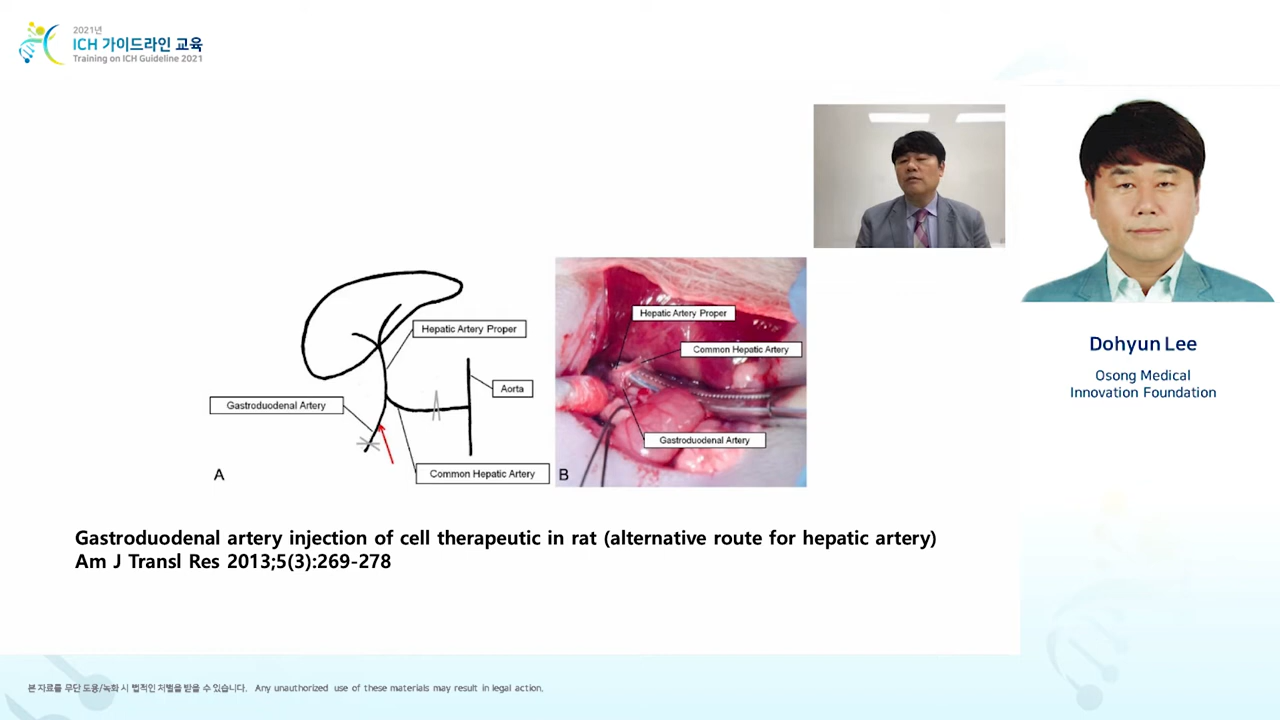 2021년
ICH 가이드라인 교육
Training on ICH Guideline 2021
Hepatic Artery Proper
Aorta
Gastroduodenal Artery
Common Hepatic Artery
A
Hepatic Artery Proper
Common Hepatic Artery
Gastroduodenal Artery
B
Gastroduodenal artery injection of cell therapeutic in rat (alternative route for hepatic artery)
Am J Transl Res 2013;5(3):269-278
Dohyun Lee
Osong Medical
Innovation Foundation
본 자료를 무단 도용/녹화 시 법적인 처벌을 받을 수 있습니다. Any unauthorized use of these materials may result in legal action.